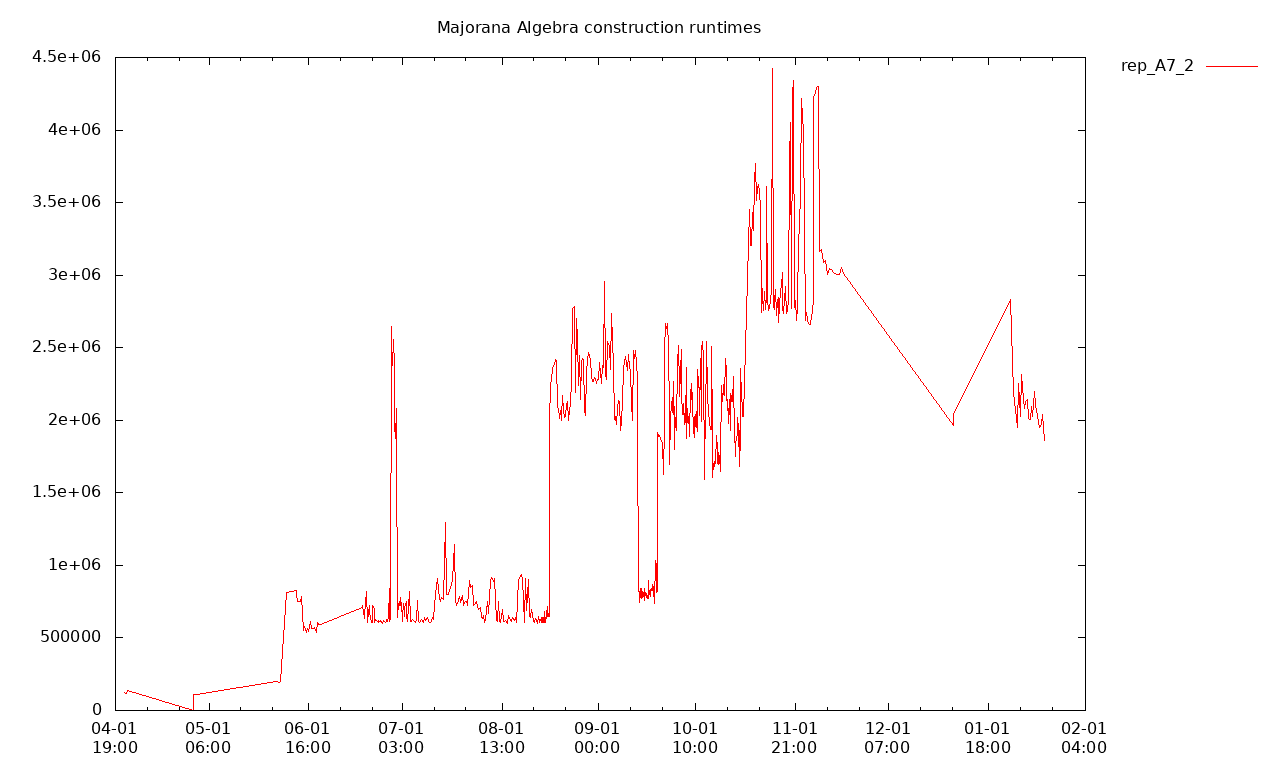 Majorana Algebra construction runtimes
rep_A7_2
4.5e+06
4e+06
3.5e+06
3e+06
2.5e+06
2e+06
1.5e+06
1e+06
500000
0
04-01 05-01 06-01 07-01 08-01 09-01 10-01 11-01 12-01 01-01 02-01
19:00 06:00 16:00 03:00 13:00 00:00 10:00 21:00 07:00 18:00 04:00